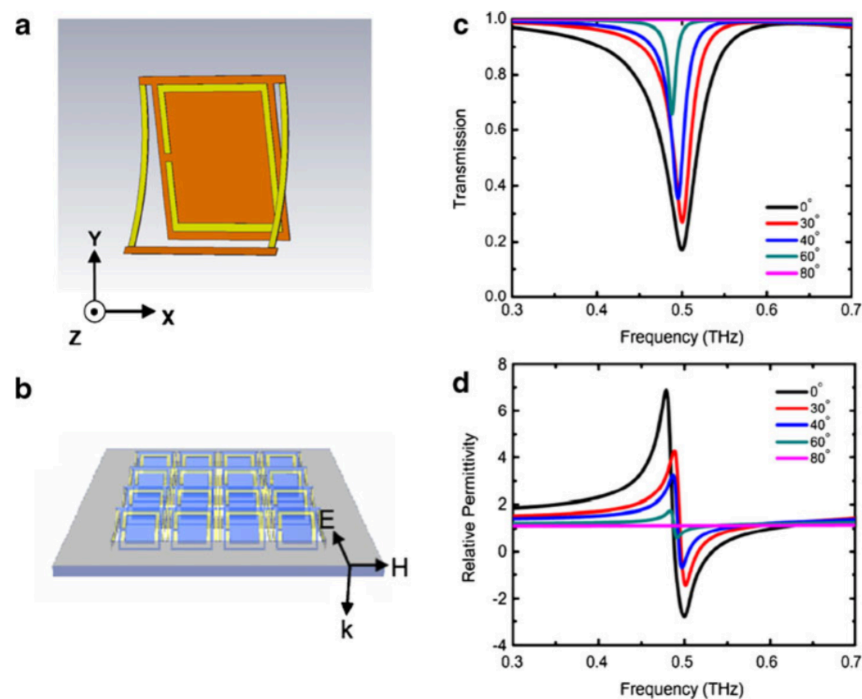 a
Y
X
Z
b
E
H
k
c
Transmission
1.0
0.8
0.6
0.4
0.2
0.0
0°
30°
40°
60°
80°
0.3 0.4 0.5 0.6 0.7
Frequency (THz)
d
Relative Permittivity
8
6
4
2
0
-2
-4
0°
30°
40°
60°
80°
0.3 0.4 0.5 0.6 0.7
Frequency (THz)